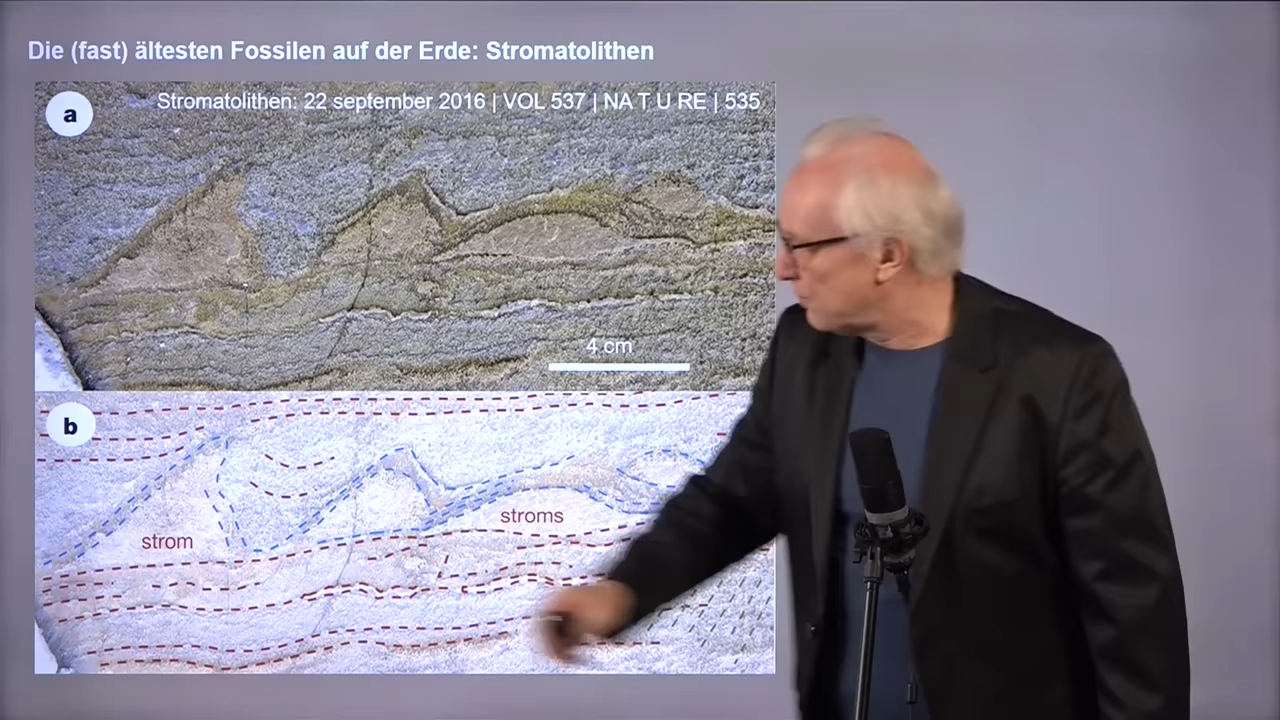 Die (fast) ältesten Fossilen auf der Erde: Stromatolithen
a
Stromatolithen: 22 september 2016 | VOL 537 | NA T U RE | 535
4 cm
b
strom
stroms